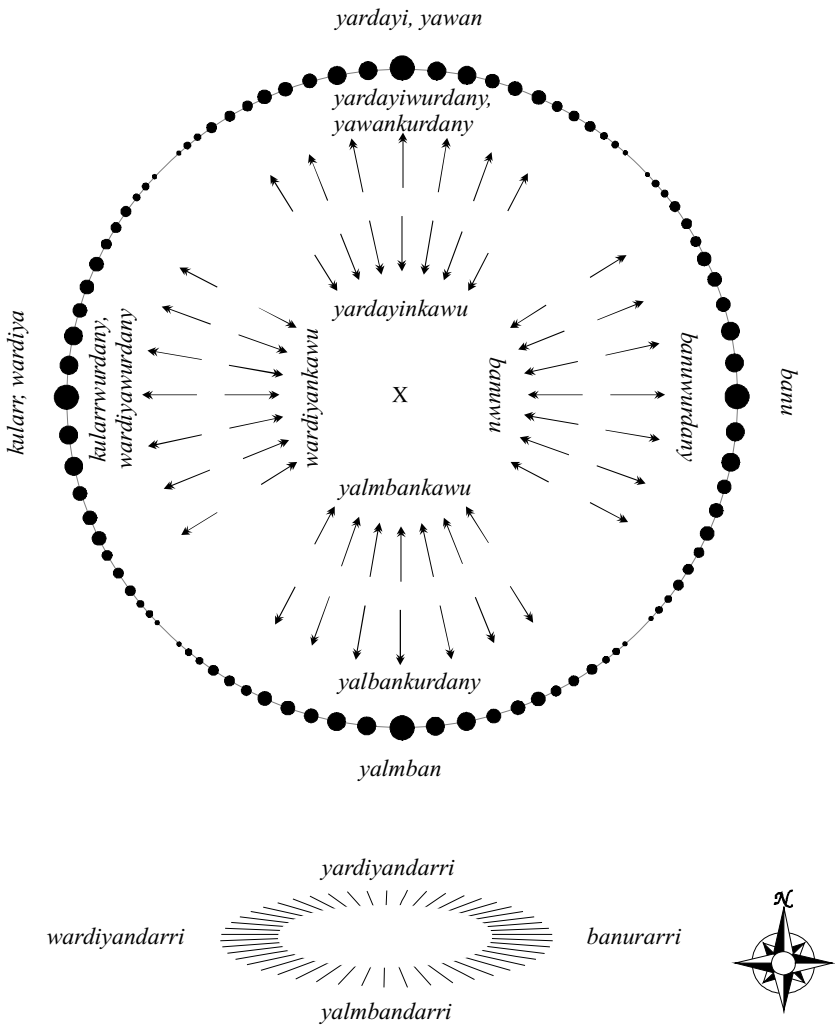 yardayi, yawan
yardayiwurdany,
yawankurdany
yardayinkawu
kularr, wardiya
kularrwurdany,
wardiyawurdany
wardiyankawu
X
banuwu
banuwurdany
banu
yalmbankawu
yalbankurdany
yalmban
yardiyandarri
wardiyandarri
banurarri
yalmbandarri
N